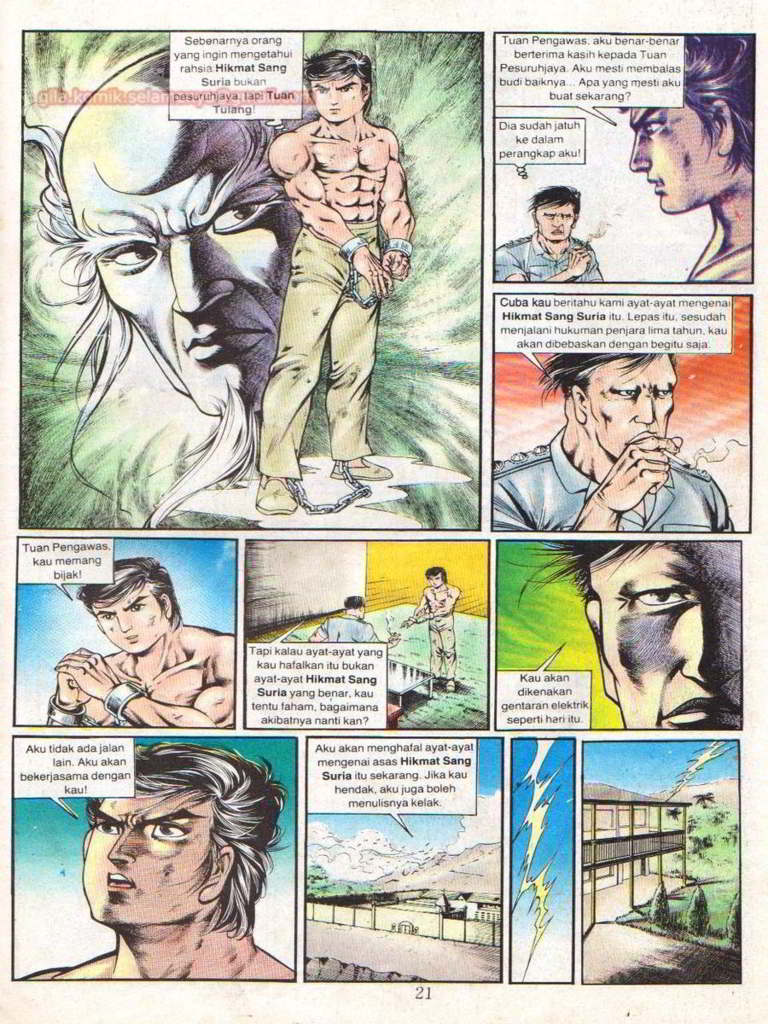 Sebenarnya orang
yang ingin mengetahui
rahsia Hikmat Sang
Suria bukan
pesuruhjaya, tapi Tuan
Tulang!
Tuan Pengawas, aku benar-benar
berterima kasih kepada Tuan
Pesuruhjaya. Aku mesti membalas
budi baiknya... Apa yang mesti aku
buat sekarang?
Dia sudah jatuh
ke dalam
perangkap aku!
Cuba kau beritahu kami ayat-ayat mengenai
Hikmat Sang Suria itu. Lepas itu, sesudah
menjalani hukuman penjara lima tahun, kau
akan dibebaskan dengan begitu saja.
Tuan Pengawas,
kau memang
bijak!
Tapi kalau ayat-ayat yang
kau hafalkan itu bukan
ayat-ayat Hikmat Sang
Suria yang benar, kau
tentu faham, bagaimana
akibatnya nanti kan?
Kau akan
dikenakan
gentaran elektrik
seperti hari itu.
Aku tidak ada jalan
lain. Aku akan
bekerjasama dengan
kau!
Aku akan menghafal ayat-ayat
mengenai asas Hikmat Sang
Suria itu sekarang. Jika kau
hendak, aku juga boleh
menulisnya kelak.
21